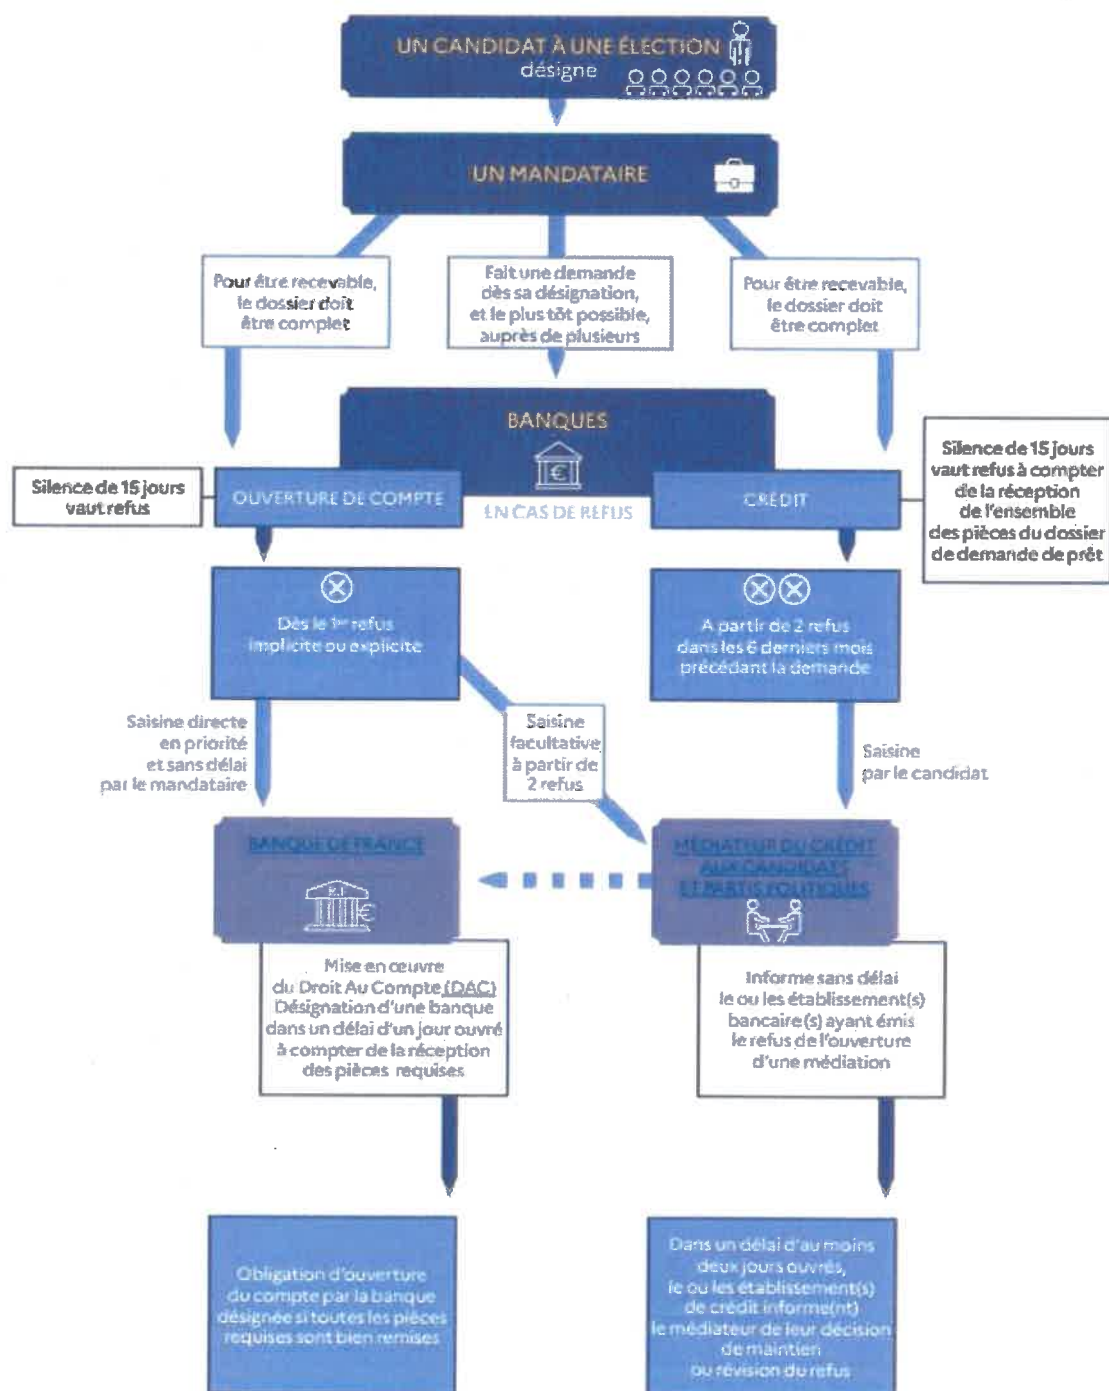 UN CANDIDAT À UNE ÉLECTION
désigne
UN MANDATAIRE
Pour être recevable,
le dossier doit
être complet
Fait une demande
dès sa désignation,
et le plus tôt possible,
auprès de plusieurs
Pour être recevable,
le dossier doit
être complet
BANQUES
€
Silence de 15 jours
vaut refus
OUVERTURE DE COMPTE
EN CAS DE REFUS
CRÉDIT
Silence de 15 jours
vaut refus à compter
de la réception
de l'ensemble
des pièces du dossier
de demande de prêt
Dès le 1er refus
implicite ou explicite
A partir de 2 refus
dans les 6 derniers mois
précédant la demande
Saisine directe
en priorité
et sans délai
par le mandataire
Saisine
facultative
à partir de
2 refus
Saisine
par le candidat
BANQUE DE FRANCE
€
MÉDIATEUR DU CRÉDIT
AUX CANDIDATS
ET PARTIS POLITIQUES
Mise en œuvre
du Droit Au Compte (DAC)
Désignation d'une banque
dans un délai d'un jour ouvré
à compter de la réception
des pièces requises
Informe sans délai
le ou les établissement(s)
bancaire(s) ayant émis
le refus de l'ouverture
d'une médiation
Obligation d'ouverture
du compte par la banque
désignée si toutes les pièces
requises sont bien remises
Dans un délai d'au moins
deux jours ouvrés,
le ou les établissement(s)
de crédit informe(nt)
le médiateur de leur décision
de maintien
ou révision du refus